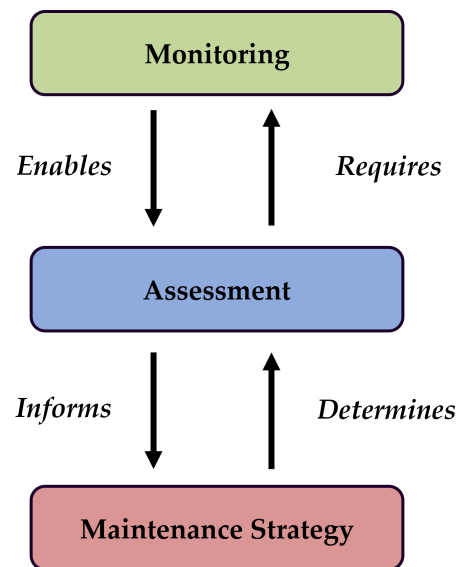 Monitoring
Enables
Requires
Assessment
Informs
Determines
Maintenance Strategy